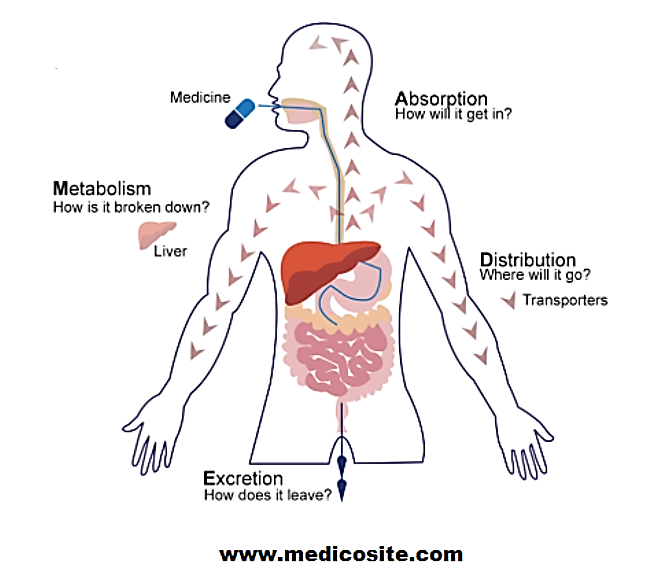 Medicine
Absorption
How will it get in?
Metabolism
How is it broken down?
Liver
Distribution
Where will it go?
Transporters
Excretion
How does it leave?
www.medicosite.com